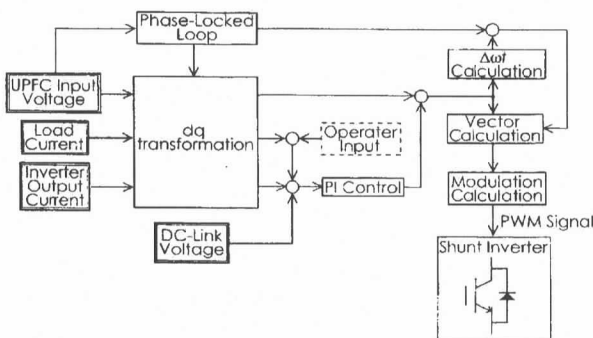 Phase-Locked
Loop
Δωt
Calculation
UPFC Input
Voltage
Load
Current
dq
transformation
Operater
Input
Vector
Calculation
Inverter
Output
Current
PI Control
Modulation
Calculation
DC-Link
Voltage
PWM Signal
Shunt Inverter